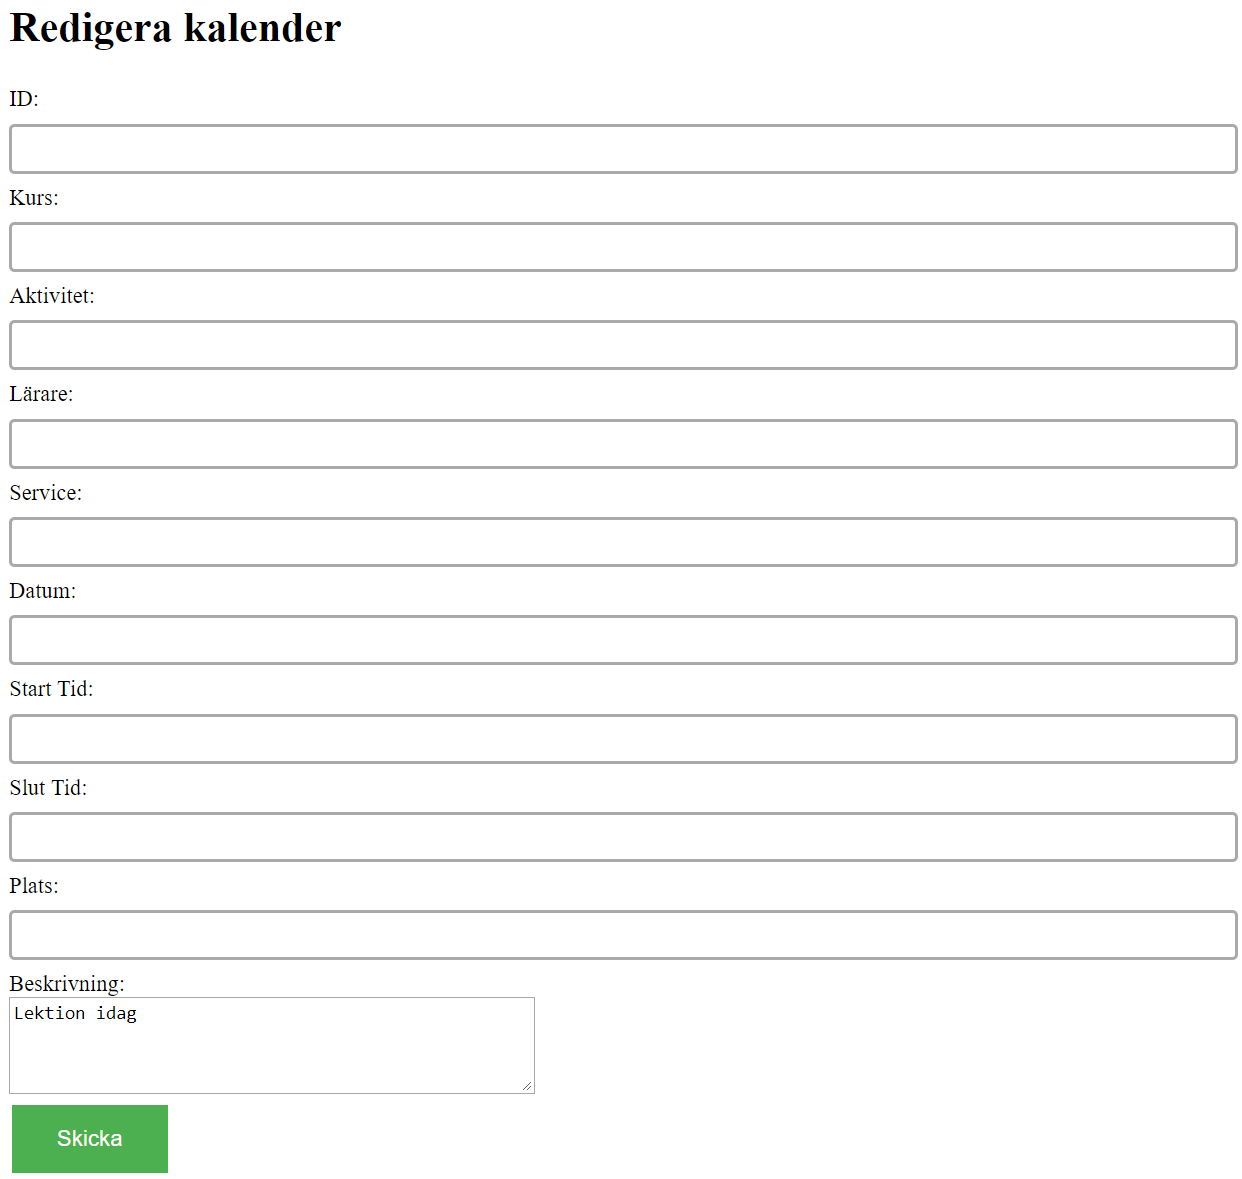 Redigera kalender
ID:
Kurs:
Aktivitet:
Lärare:
Service:
Datum:
Start Tid:
Slut Tid:
Plats:
Beskrivning:
Lektion idag
Skicka